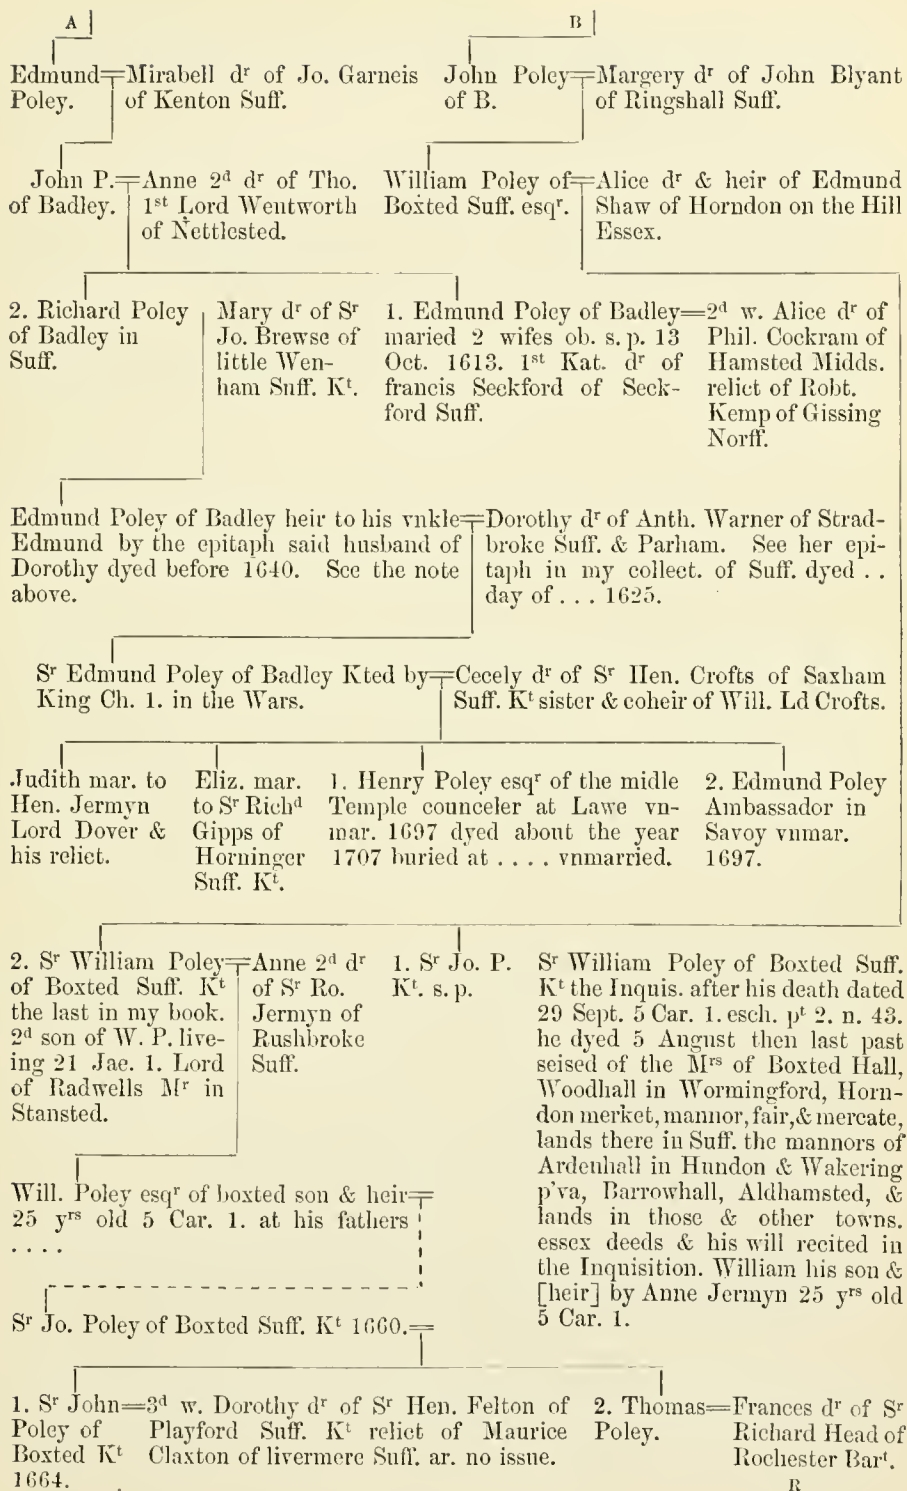 A
B
Edmund=Mirabell dʳ of Jo. Garneis
Poley. of Kenton Suff.
John Poley=Margery dʳ of John Blyant
of B. of Ringshall Suff.
John P.=Anne 2ᵈ dʳ of Tho.
of Badley. 1ˢᵗ Lord Wentworth
of Nettlested.
William Poley of=Alice dʳ & heir of Edmund
Boxted Suff. esqʳ. Shaw of Horndon on the Hill
Essex.
2. Richard Poley
of Badley in
Suff.
Mary dʳ of Sʳ
Jo. Brewse of
little Wen-
ham Suff. Kᵗ.
1. Edmund Poley of Badley=
maried 2 wifes ob. s. p. 13
Oct. 1613. 1ˢᵗ Kat. dʳ of
francis Seckford of Seck-
ford Suff.
2ᵈ w. Alice dʳ of
Phil. Cockram of
Hamsted Midds.
relict of Robt.
Kemp of Gissing
Norff.
Edmund Poley of Badley heir to his vnkle=
Edmund by the epitaph said husband of
Dorothy dyed before 1640. See the note
above.
Dorothy dʳ of Anth. Warner of Strad-
broke Suff. & Parham. See her epi-
taph in my collect. of Suff. dyed . .
day of . . . 1625.
Sʳ Edmund Poley of Badley Kted by=
King Ch. 1. in the Wars.
Cecely dʳ of Sʳ Hen. Crofts of Saxham
Suff. Kᵗ sister & coheir of Will. Ld Crofts.
Judith mar. to
Hen. Jermyn
Lord Dover &
his relict.
Eliz. mar.
to Sʳ Richᵈ
Gipps of
Horninger
Suff. Kᵗ.
1. Henry Poley esqʳ of the midle
Temple counceler at Lawe vn-
mar. 1697 dyed about the year
1707 buried at . . . . vnmarried.
2. Edmund Poley
Ambassador in
Savoy vnmar.
1697.
2. Sʳ William Poley=
of Boxted Suff. Kᵗ
the last in my book.
2ᵈ son of W. P. live-
ing 21 Jac. 1. Lord
of Radwells Mʳ in
Stansted.
Anne 2ᵈ dʳ
of Sʳ Ro.
Jermyn of
Rushbroke
Suff.
1. Sʳ Jo. P.
Kᵗ. s. p.
Sʳ William Poley of Boxted Suff.
Kᵗ the Inquis. after his death dated
29 Sept. 5 Car. 1. esch. pᵗ 2. n. 43.
he dyed 5 August then last past
seised of the Mʳˢ of Boxted Hall,
Woodhall in Wormingford, Horn-
don merket, mannor, fair, & mercate,
lands there in Suff. the mannors of
Ardenhall in Hundon & Wakering
p'va, Barrowhall, Aldhamsted, &
lands in those & other towns.
essex deeds & his will recited in
the Inquisition. William his son &
[heir] by Anne Jermyn 25 yʳˢ old
5 Car. 1.
Will. Poley esqʳ of boxted son & heir=
25 yʳˢ old 5 Car. 1. at his fathers
. . . .
Sʳ Jo. Poley of Boxted Suff. Kᵗ 1660.=
1. Sʳ John=
Poley of
Boxted Kᵗ
1664.
3ᵈ w. Dorothy dʳ of Sʳ Hen. Felton of
Playford Suff. Kᵗ relict of Maurice
Claxton of livermere Suff. ar. no issue.
2. Thomas=
Poley.
Frances dʳ of Sʳ
Richard Head of
Rochester Barᵗ.
R